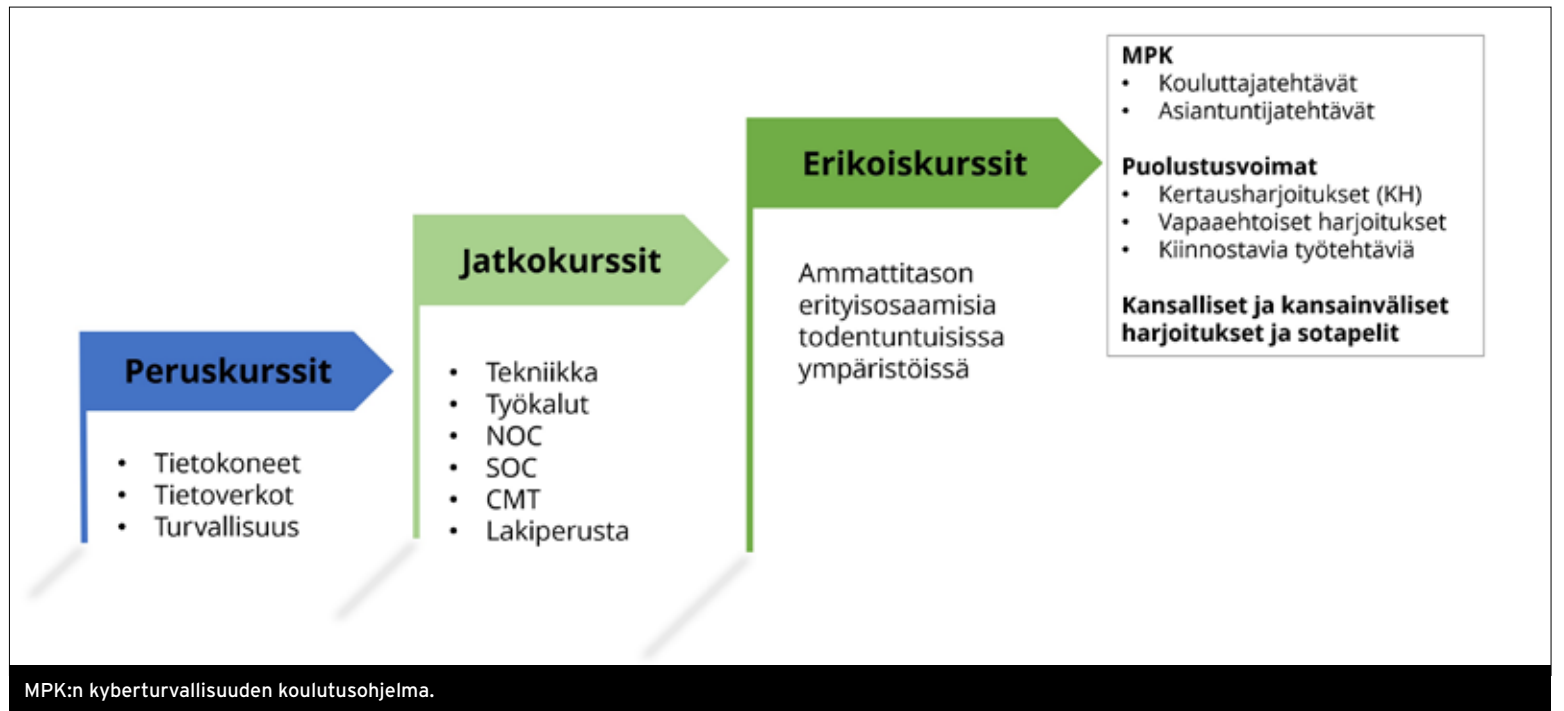 Peruskurssit
• Tietokoneet
• Tietoverkot
• Turvallisuus
Jatkokurssit
• Tekniikka
• Työkalut
• NOC
• SOC
• CMT
• Lakiperusta
Erikoiskurssit
Ammattitason
erityisosaamisia
todentuntuisissa
ympäristöissä
MPK
• Kouluttajatehtävät
• Asiantuntijatehtävät
Puolustusvoimat
• Kertausharjoitukset (KH)
• Vapaaehtoiset harjoitukset
• Kiinnostavia työtehtäviä
Kansalliset ja kansainväliset
harjoitukset ja sotapelit
MPK:n kyberturvallisuuden koulutusohjelma.